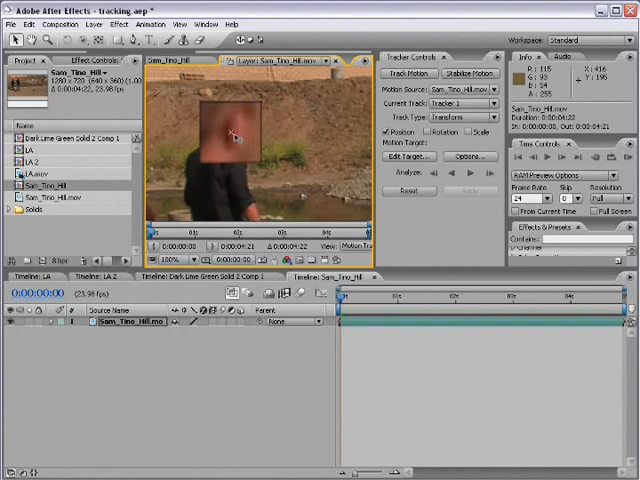 Adobe After Effects - tracking.aep *
File Edit Composition Layer Effect Animation View Window Help
Workspace: Standard
Project Effect Controls:
Sam_Tino_Hill
1280 x 720, 640x360 (1.00)
Δ 0:00:04:22, 23.98 fps
Name
Dark Lime Green Solid 2 Comp 1
LA
LA 2
LA.mov
Sam_Tino_Hill
Sam_Tino_Hill.mov
Solids
8 bpc
Sam_Tino_Hill Layer: Sam_Tino_Hill.mov
01s 02s 03s 04s
0:00:00:00 0:00:04:21 Δ 0:00:04:22 View: Motion Tra
100% 0:00:00:00
Tracker Controls
Track Motion Stabilize Motion
Motion Source: Sam_Tino_Hill.mov
Current Track: Tracker 1
Track Type: Transform
Position Rotation Scale
Motion Target:
Edit Target... Options...
Analyze:
Reset Apply
Info Audio
R : 115
G : 93
B : 54
A : 255
X : 416
Y : 195
Sam_Tino_Hill.mov
Duration: 0:00:04:22
In: 0:00:00:00, Out: 0:00:04:21
Time Controls
RAM Preview Options
Frame Rate Skip Resolution
24 0 Full
From Current Time Full Screen
Effects & Presets
Contains:
Timeline: LA Timeline: LA 2 Timeline: Dark Lime Green Solid 2 Comp 1 Timeline: Sam_Tino_Hill
0:00:00:00 (23.98 fps)
# Source Name Parent
01s 02s 03s 04s
1 Sam_Tino_Hill.mo None